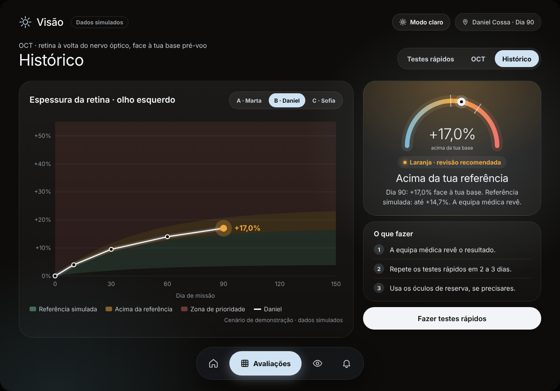 Visão
Dados simulados
Modo claro
Daniel Cossa · Dia 90
OCT · retina à volta do nervo óptico, face à tua base pré-voo
Histórico
Testes rápidos
OCT
Histórico
Espessura da retina · olho esquerdo
A · Marta
B · Daniel
C · Sofia
+50%
+40%
+30%
+20%
+10%
0%
+17,0%
0
30
60
90
120
150
Dia de missão
Referência simulada
Acima da referência
Zona de prioridade
Daniel
Cenário de demonstração · dados simulados
+17,0%
acima da tua base
Laranja · revisão recomendada
Acima da tua referência
Dia 90: +17,0% face à tua base. Referência
simulada: até +14,7%. A equipa médica revê.
O que fazer
1 A equipa médica revê o resultado.
2 Repete os testes rápidos em 2 a 3 dias.
3 Usa os óculos de reserva, se precisares.
Fazer testes rápidos
Avaliações